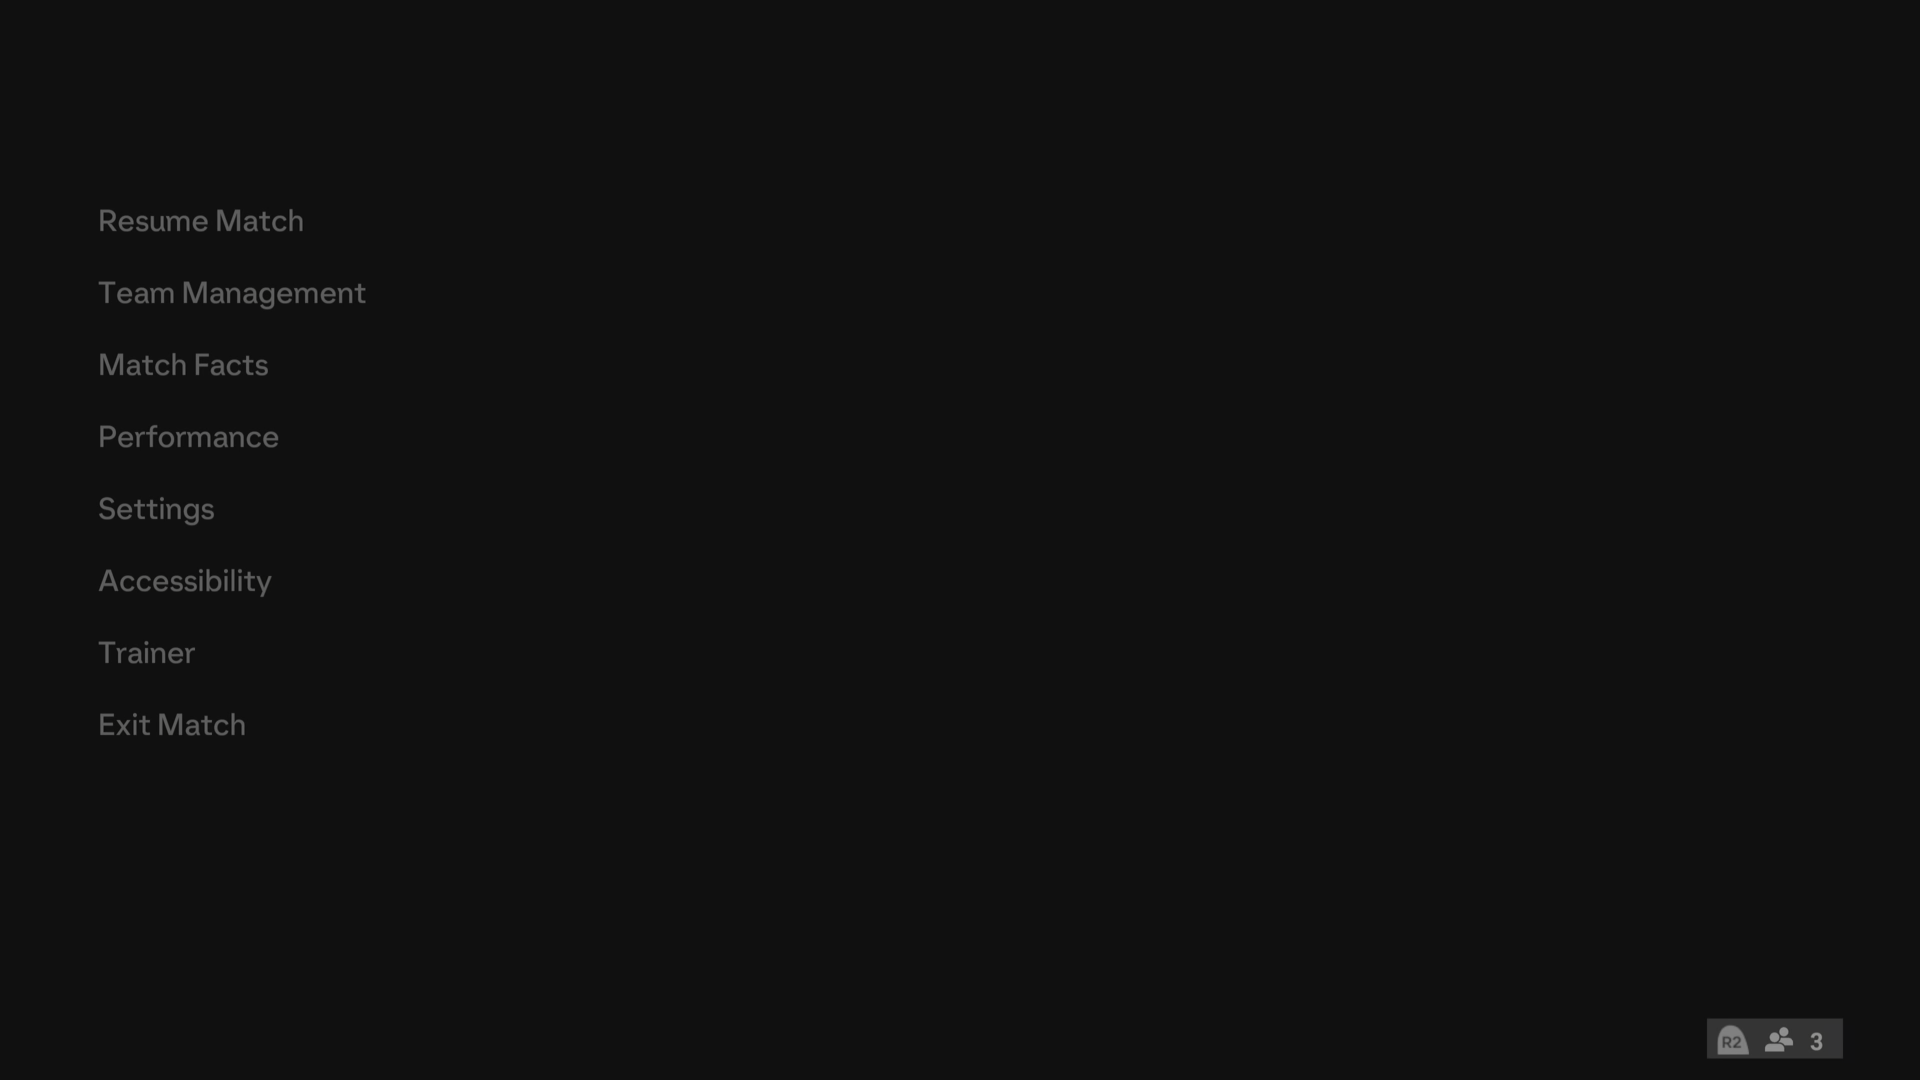 Resume Match
Team Management
Match Facts
Performance
Settings
Accessibility
Trainer
Exit Match
R2 3